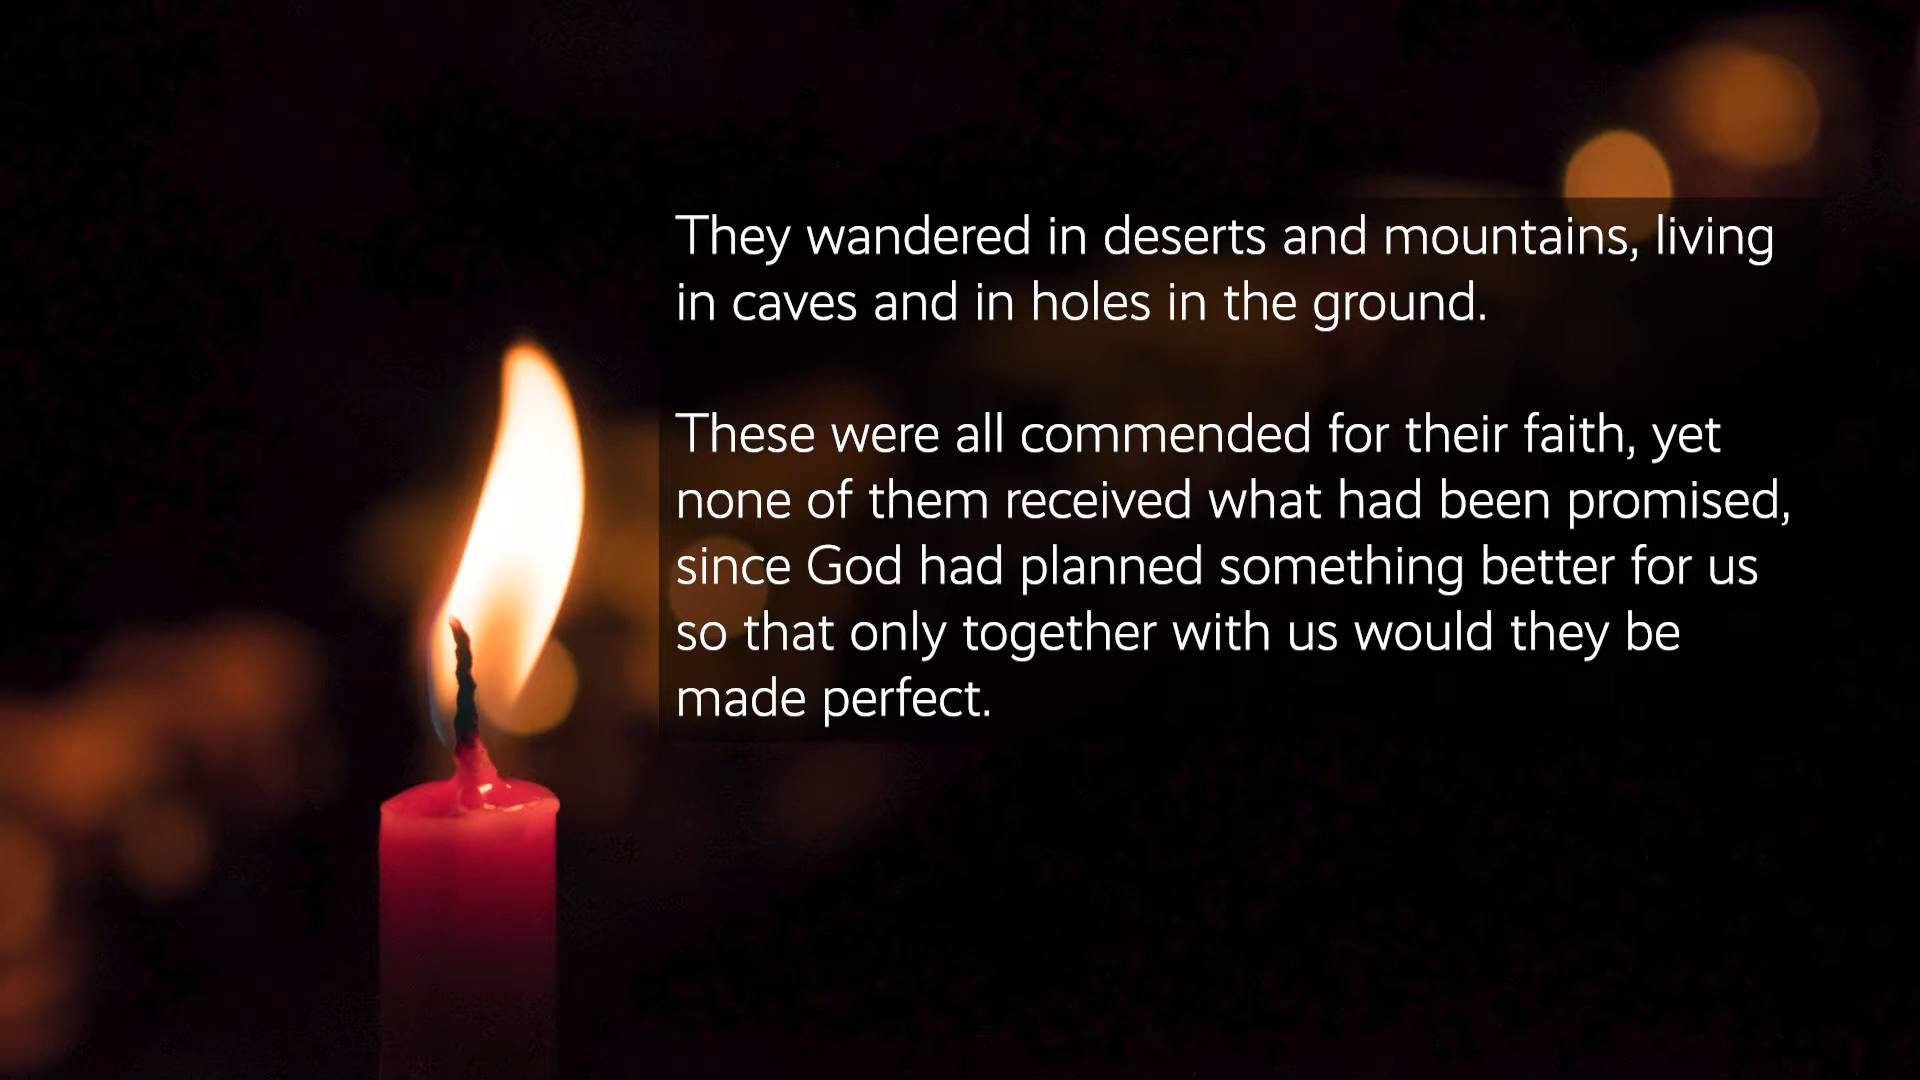 They wandered in deserts and mountains, living
in caves and in holes in the ground.
These were all commended for their faith, yet
none of them received what had been promised,
since God had planned something better for us
so that only together with us would they be
made perfect.